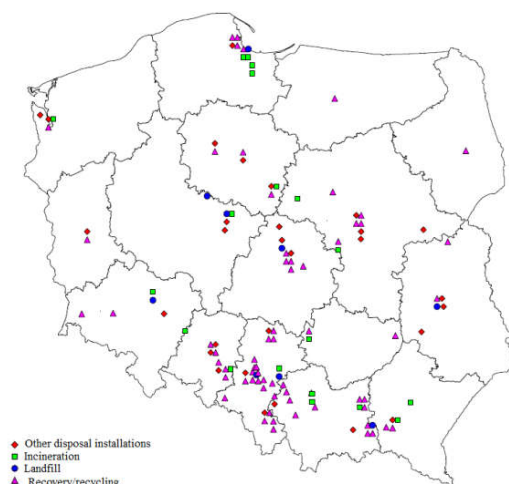 Other disposal installations
Incineration
Landfill
Recovery/recycling